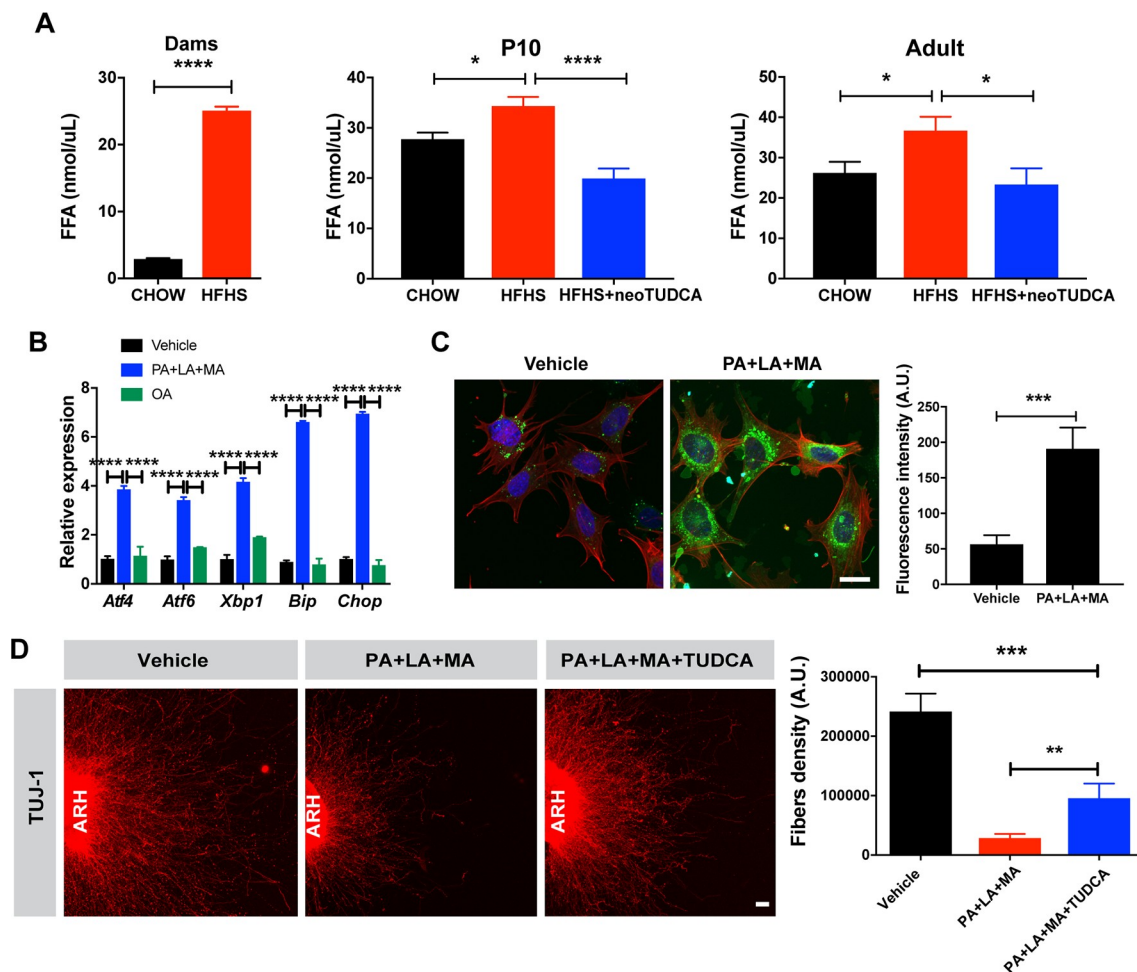 A
Dams
****
FFA (nmol/uL)
30
20
10
0
CHOW HFHS
P10
* ****
FFA (nmol/uL)
40
30
20
10
0
CHOW HFHS HFHS+neoTUDCA
Adult
* *
FFA (nmol/uL)
50
40
30
20
10
0
CHOW HFHS HFHS+neoTUDCA
B
Vehicle
PA+LA+MA
OA
Relative expression
8
6
4
2
0
**** ****
**** ****
**** ****
**** ****
**** ****
Atf4 Atf6 Xbp1 Bip Chop
C
Vehicle PA+LA+MA
Fluorescence intensity (A.U.)
250
200
150
100
50
0
***
Vehicle PA+LA+MA
D
Vehicle PA+LA+MA PA+LA+MA+TUDCA
TUJ-1
ARH ARH ARH
Fibers density (A.U.)
300000
200000
100000
0
***
**
Vehicle
PA+LA+MA
PA+LA+MA+TUDCA